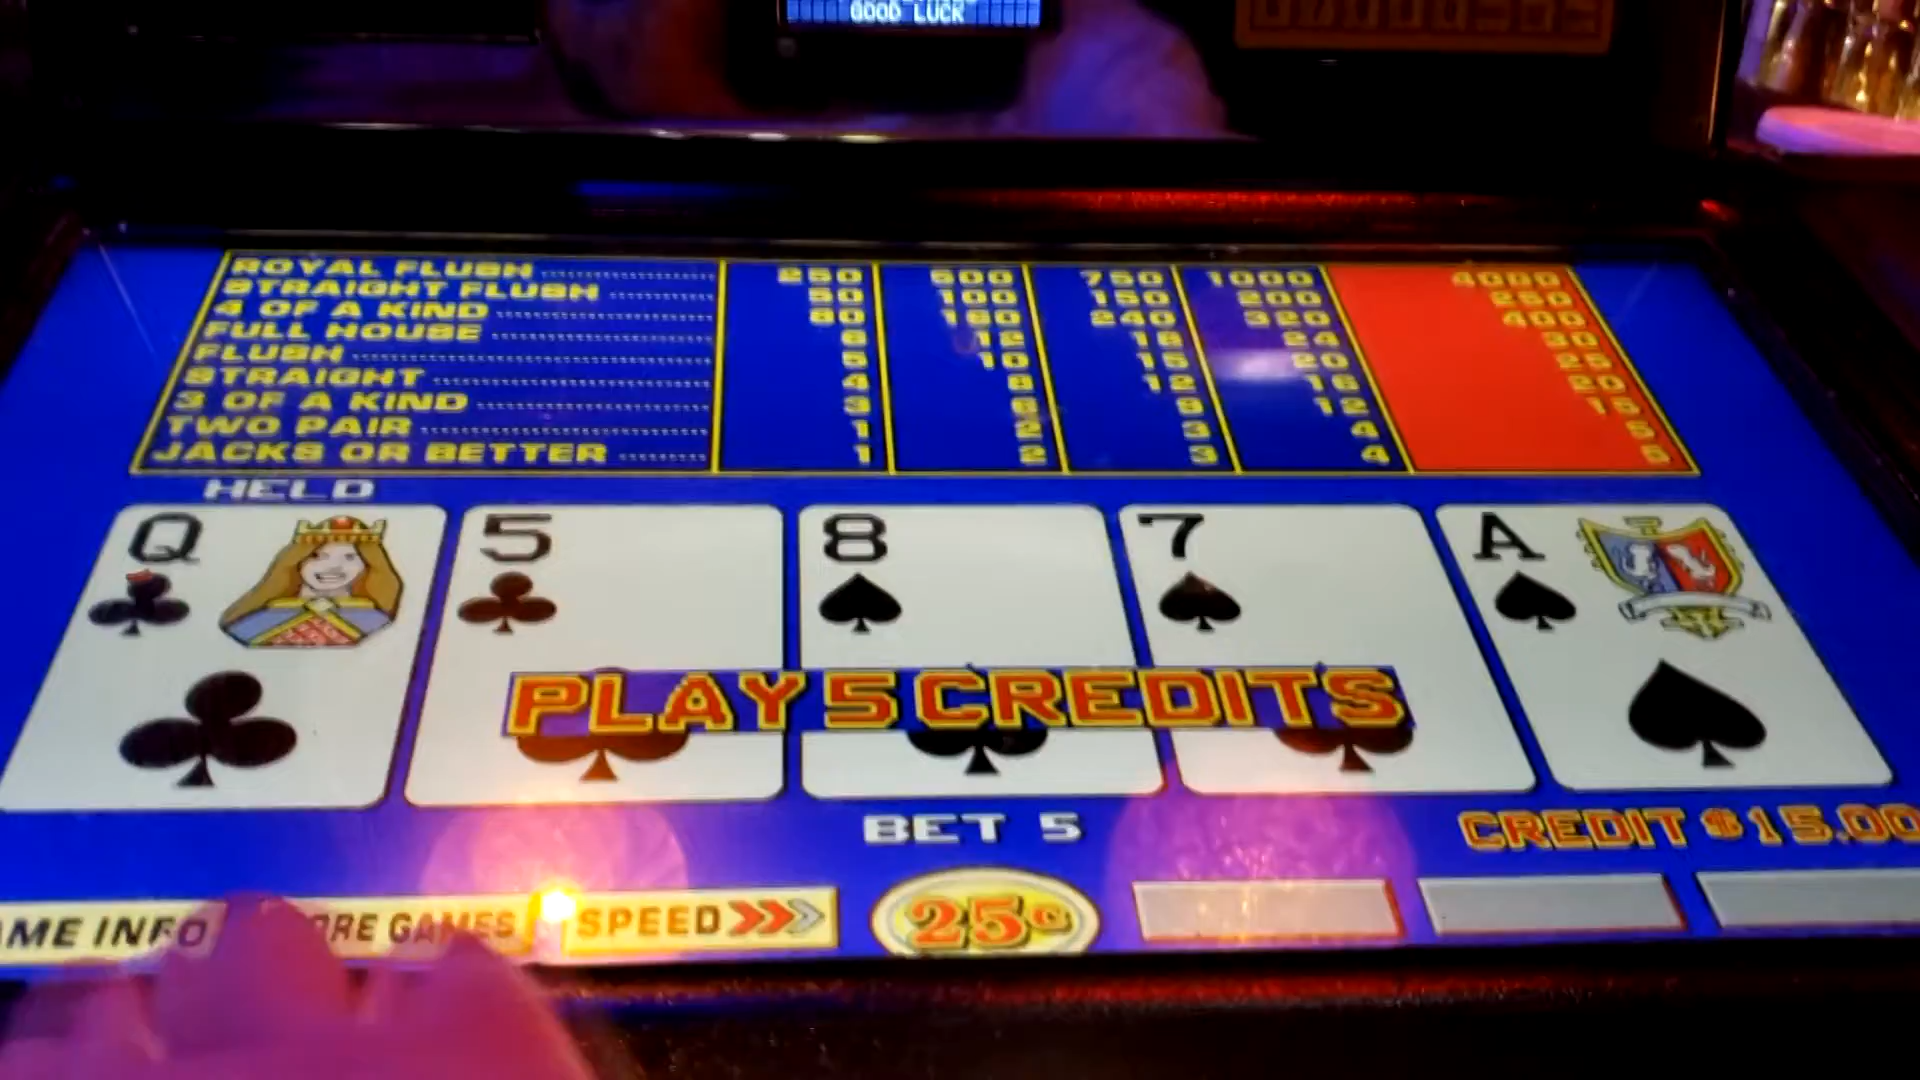 GOOD LUCK
ROYAL FLUSH 250 500 750 1000 4000
STRAIGHT FLUSH 50 100 150 200 250
4 OF A KIND 80 160 240 320 400
FULL HOUSE 6 12 18 24 30
FLUSH 5 10 15 20 25
STRAIGHT 4 8 12 16 20
3 OF A KIND 3 6 9 12 15
TWO PAIR 1 2 3 4 5
JACKS OR BETTER 1 2 3 4 5
HELD
Q 5 8 7 A
PLAY 5 CREDITS
BET 5
CREDIT $15.00
AME INFO ORE GAMES SPEED 25¢